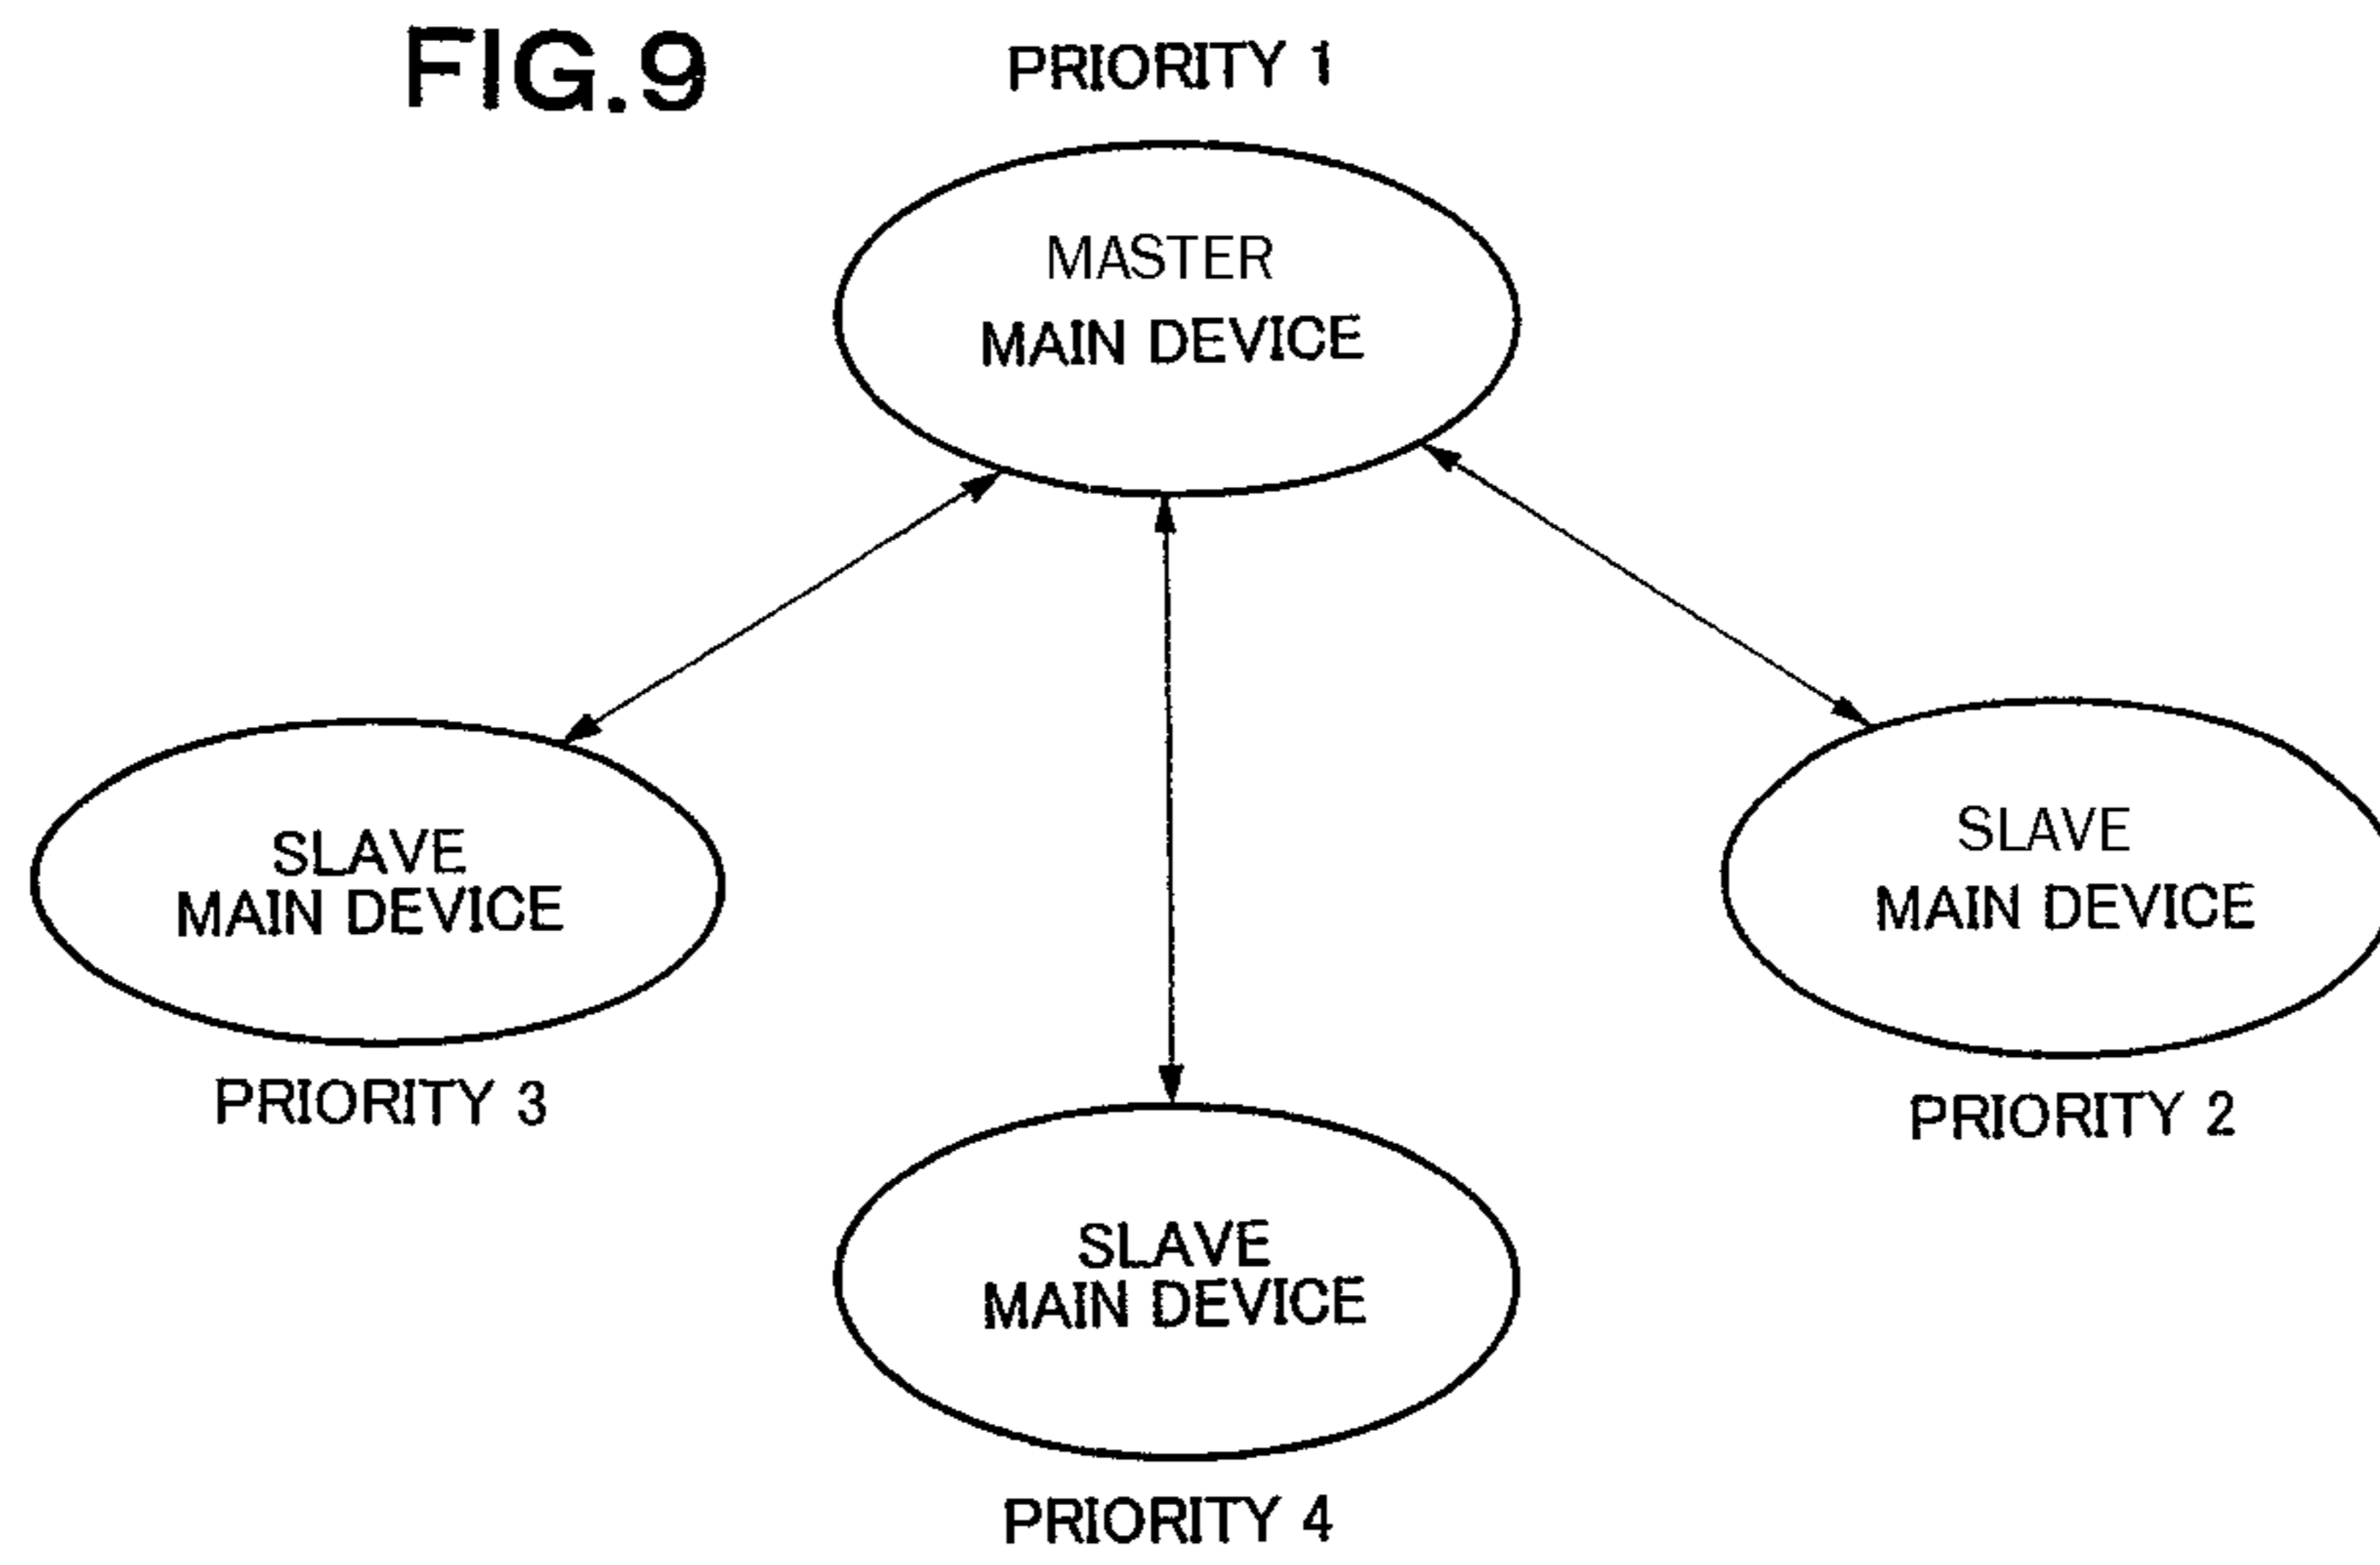 FIG.9
PRIORITY 1
MASTER
MAIN DEVICE
SLAVE
MAIN DEVICE
PRIORITY 3
SLAVE
MAIN DEVICE
PRIORITY 2
SLAVE
MAIN DEVICE
PRIORITY 4